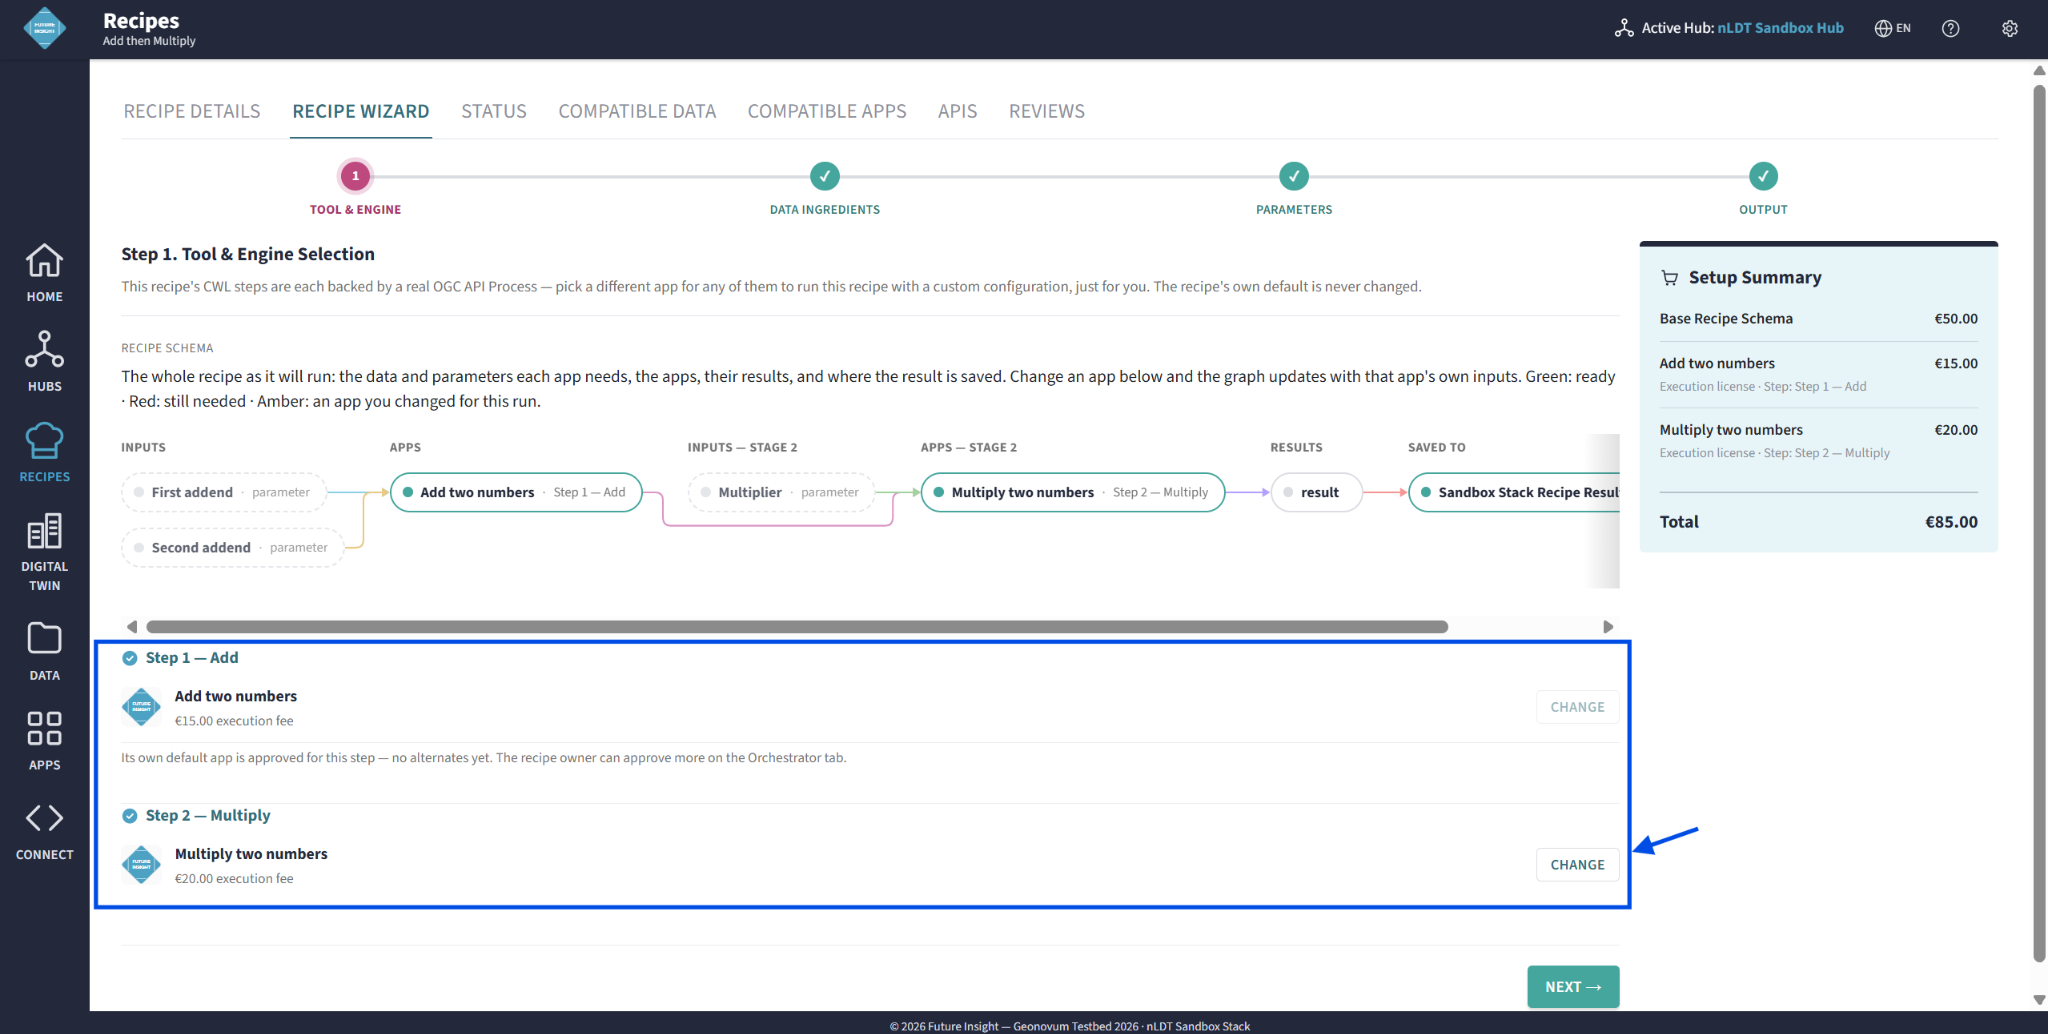 Recipes
Add then Multiply
Active Hub: nLDT Sandbox Hub
EN
FUTURE
INSIGHT
RECIPE DETAILS
RECIPE WIZARD
STATUS
COMPATIBLE DATA
COMPATIBLE APPS
APIS
REVIEWS
1
TOOL & ENGINE
DATA INGREDIENTS
PARAMETERS
OUTPUT
HOME
HUBS
RECIPES
DIGITAL
TWIN
DATA
APPS
CONNECT
Step 1. Tool & Engine Selection
This recipe's CWL steps are each backed by a real OGC API Process — pick a different app for any of them to run this recipe with a custom configuration, just for you. The recipe's own default is never changed.
RECIPE SCHEMA
The whole recipe as it will run: the data and parameters each app needs, the apps, their results, and where the result is saved. Change an app below and the graph updates with that app's own inputs. Green: ready
· Red: still needed · Amber: an app you changed for this run.
INPUTS
APPS
INPUTS — STAGE 2
APPS — STAGE 2
RESULTS
SAVED TO
First addend · parameter
Add two numbers · Step 1 — Add
Multiplier · parameter
Multiply two numbers · Step 2 — Multiply
result
Sandbox Stack Recipe Resul
Second addend · parameter
Step 1 — Add
FUTURE
INSIGHT
Add two numbers
€15.00 execution fee
CHANGE
Its own default app is approved for this step — no alternates yet. The recipe owner can approve more on the Orchestrator tab.
Step 2 — Multiply
FUTURE
INSIGHT
Multiply two numbers
€20.00 execution fee
CHANGE
NEXT →
Setup Summary
Base Recipe Schema €50.00
Add two numbers €15.00
Execution license · Step: Step 1 — Add
Multiply two numbers €20.00
Execution license · Step: Step 2 — Multiply
Total €85.00
© 2026 Future Insight — Geonovum Testbed 2026 · nLDT Sandbox Stack